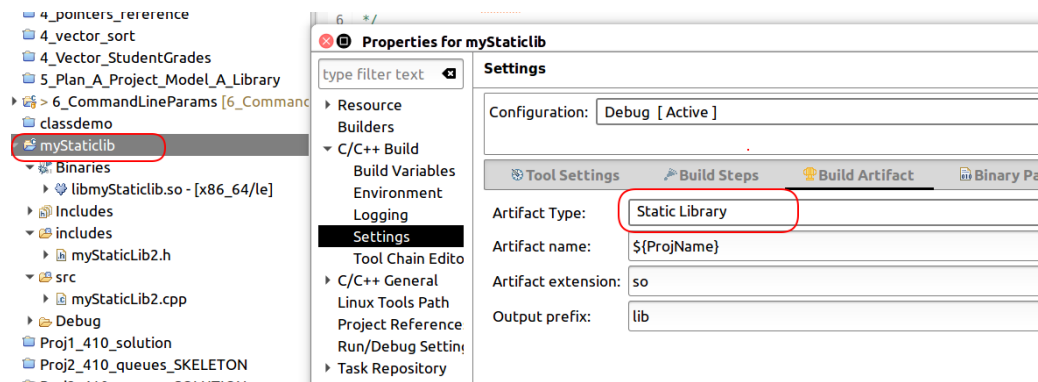 4_pointers_reference
4_vector_sort
4_Vector_StudentGrades
5_Plan_A_Project_Model_A_Library
> 6_CommandLineParams [6_Command
classdemo
myStaticlib
Binaries
libmyStaticlib.so - [x86_64/le]
Includes
includes
myStaticLib2.h
src
myStaticLib2.cpp
Debug
Proj1_410_solution
Proj2_410_queues_SKELETON
6 */
Properties for myStaticlib
type filter text
Resource
Builders
C/C++ Build
Build Variables
Environment
Logging
Settings
Tool Chain Edito
C/C++ General
Linux Tools Path
Project Reference
Run/Debug Setting
Task Repository
Settings
Configuration: Debug [ Active ]
Tool Settings Build Steps Build Artifact Binary Pa
Artifact Type: Static Library
Artifact name: ${ProjName}
Artifact extension: so
Output prefix: lib